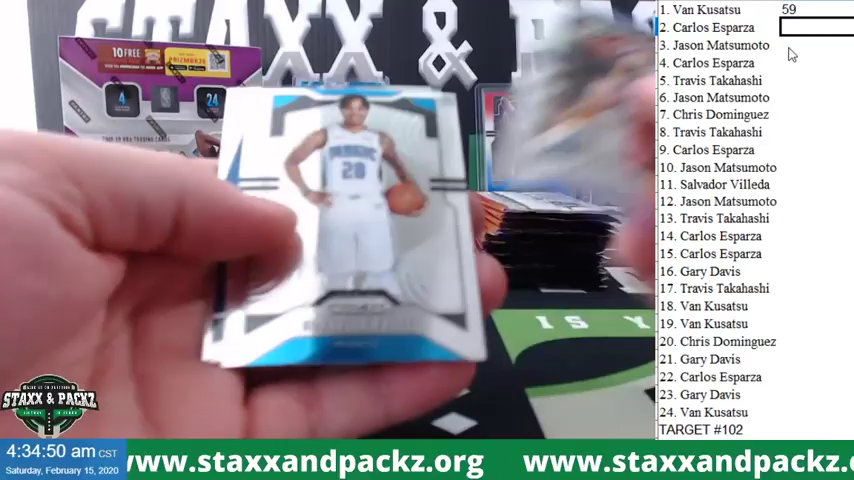 1. Van Kusatsu 59
2. Carlos Esparza
3. Jason Matsumoto
4. Carlos Esparza
5. Travis Takahashi
6. Jason Matsumoto
7. Chris Dominguez
8. Travis Takahashi
9. Carlos Esparza
10. Jason Matsumoto
11. Salvador Villeda
12. Jason Matsumoto
13. Travis Takahashi
14. Carlos Esparza
15. Carlos Esparza
16. Gary Davis
17. Travis Takahashi
18. Van Kusatsu
19. Van Kusatsu
20. Chris Dominguez
21. Gary Davis
22. Carlos Esparza
23. Gary Davis
24. Van Kusatsu
TARGET #102
STAXX & PACKZ
10 FREE
4
24
MAGIC
28
IS Y
STAXX & PACKZ
4:34:50 am CST
Saturday, February 15, 2020
www.staxxandpackz.org www.staxxandpackz.o